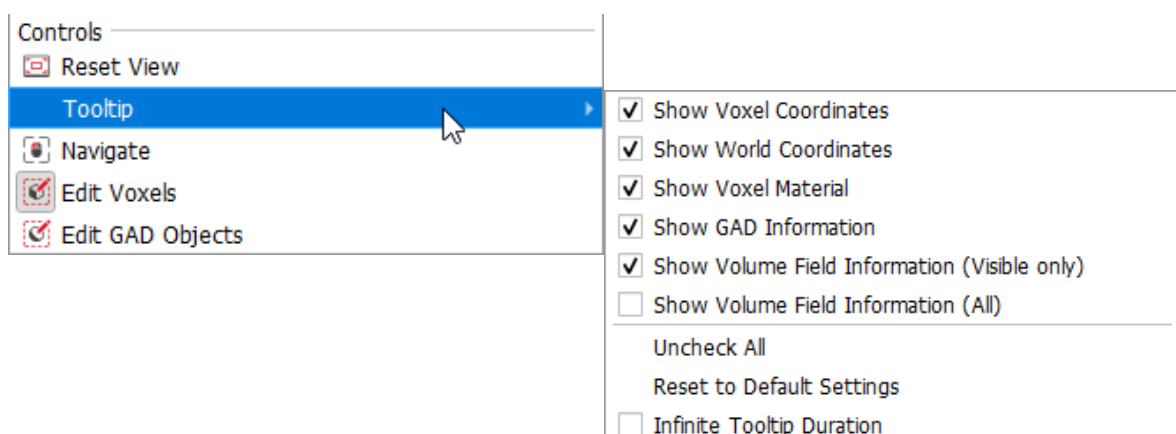 Controls
Reset View
Tooltip
Navigate
Edit Voxels
Edit GAD Objects
Show Voxel Coordinates
Show World Coordinates
Show Voxel Material
Show GAD Information
Show Volume Field Information (Visible only)
Show Volume Field Information (All)
Uncheck All
Reset to Default Settings
Infinite Tooltip Duration